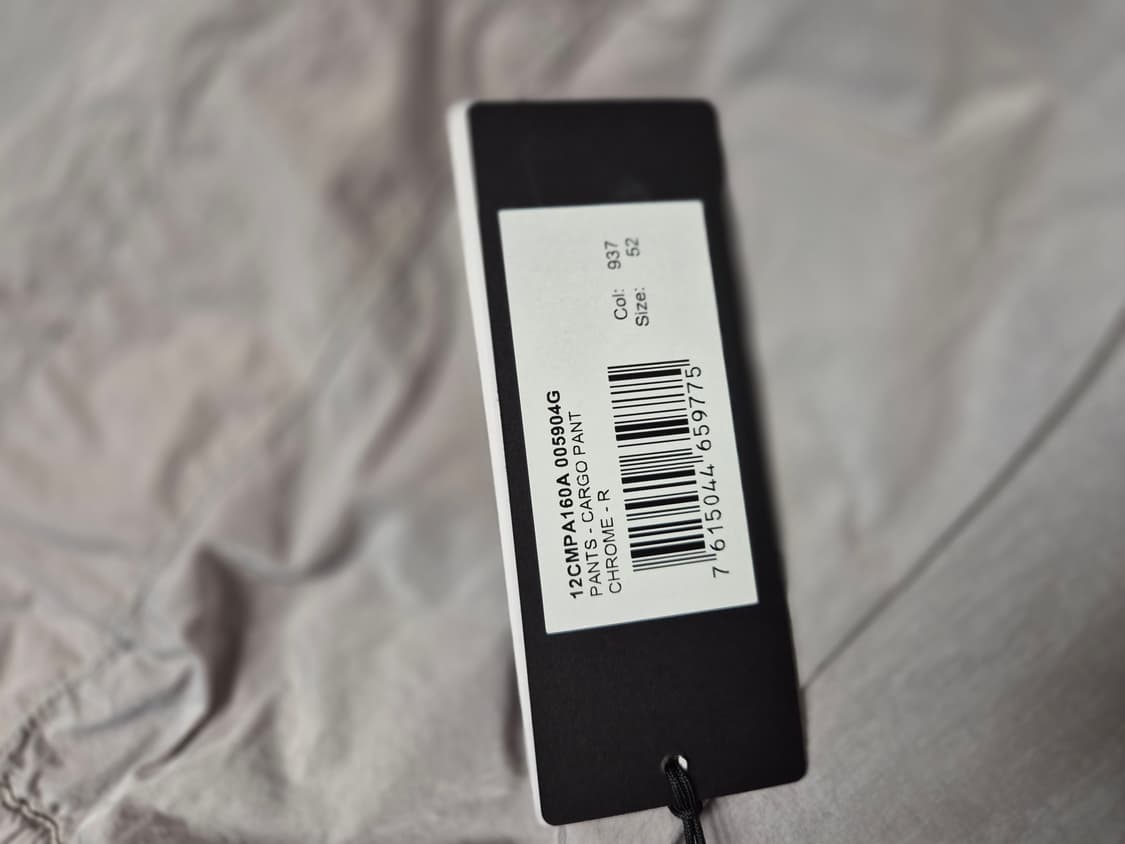 12CMPA160A 005904G
PANTS - CARGO PANT
CHROME - R
7 615044 659775
Col: 937
Size: 52